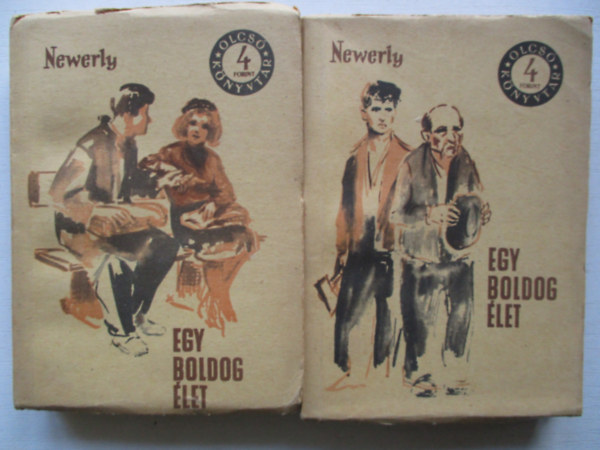 Newerly
OLCSÓ
4
FORINT
KÖNYVTÁR
EGY
BOLDOG
ÉLET
Newerly
OLCSÓ
4
FORINT
KÖNYVTÁR
EGY
BOLDOG
ÉLET